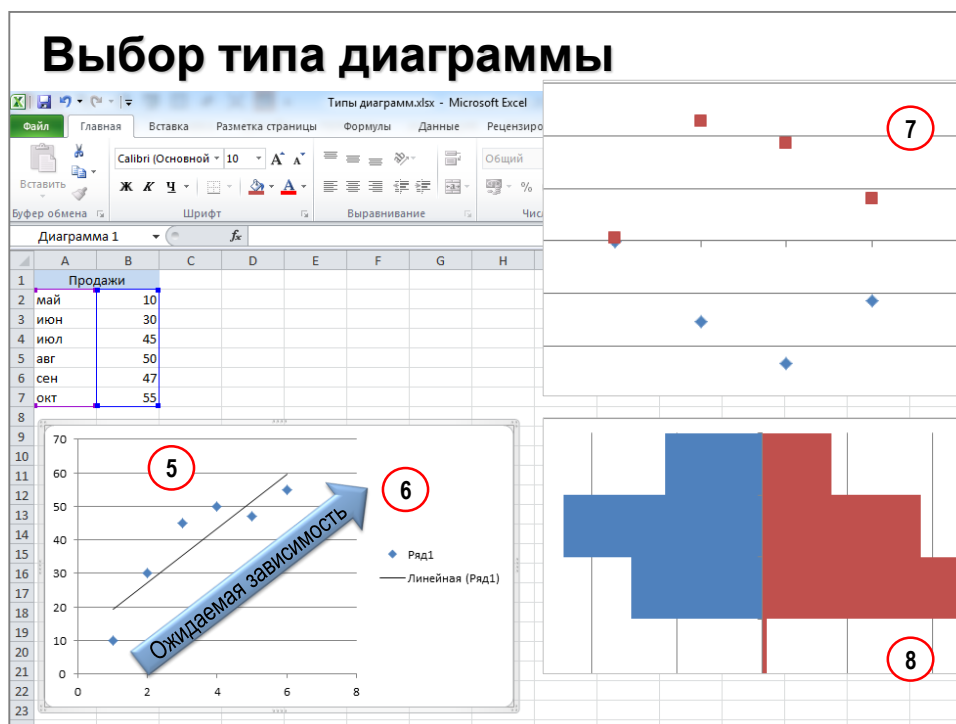 Выбор типа диаграммы
Типы диаграмм.xlsx - Microsoft Excel
Файл Главная Вставка Разметка страницы Формулы Данные Рецензиро
Вставить
Calibri (Основной 10 А А
Ж К Ч
Общий
%
Буфер обмена Шрифт Выравнивание Чис
Диаграмма 1 fx
A B C D E F G H
1 Продажи
2 май 10
3 июн 30
4 июл 45
5 авг 50
6 сен 47
7 окт 55
8
9
10
11
12
13
14
15
16
17
18
19
20
21
22
23
70
60
50
40
30
20
10
0
0 2 4 6 8
5
6
Ожидаемая зависимость
Ряд1
Линейная (Ряд1)
7
8